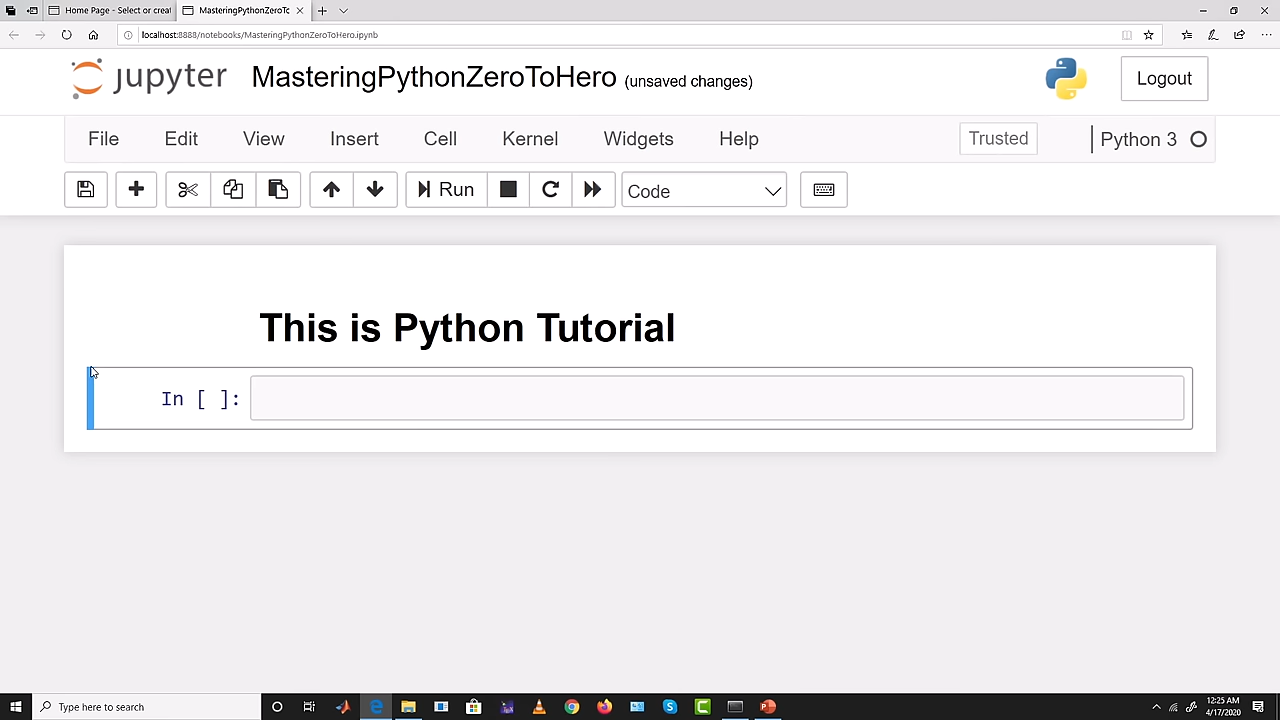 Home Page - Select or creat
MasteringPythonZeroTo
localhost:8888/notebooks/MasteringPythonZeroToHero.ipynb
jupyter MasteringPythonZeroToHero (unsaved changes) Logout
File Edit View Insert Cell Kernel Widgets Help Trusted Python 3
Run Code
This is Python Tutorial
In [ ]:
Type here to search
12:25 AM
4/17/2020